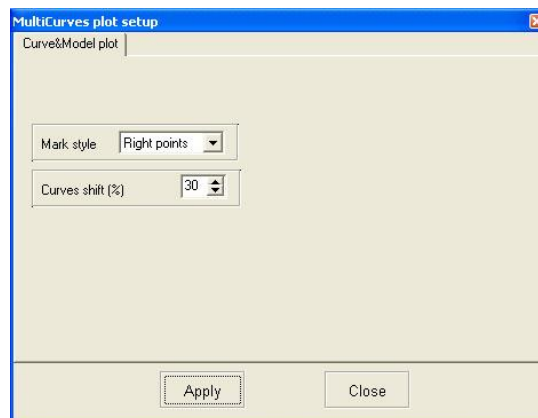 MultiCurves plot setup
Curve&Model plot
Mark style Right points
Curves shift (%) 30
Apply Close